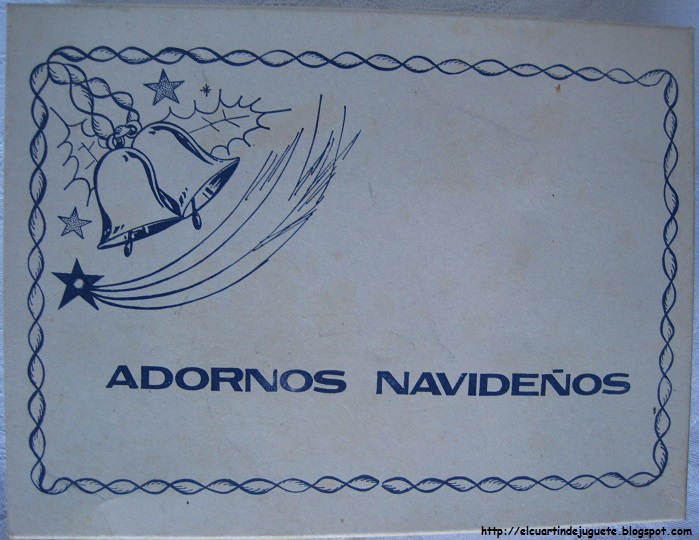 ADORNOS NAVIDEÑOS
http://elcuartindejuguete.blogspot.com